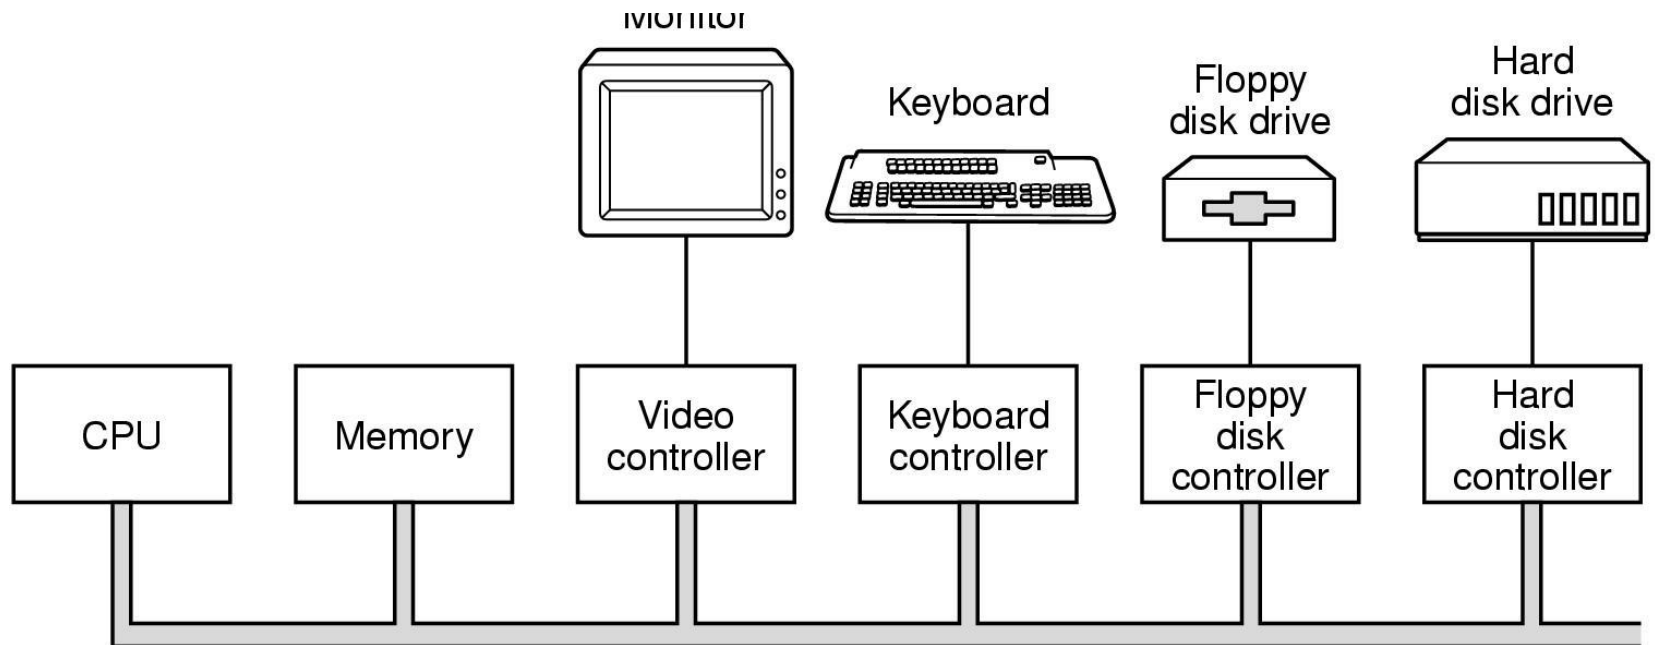 Monitor
Keyboard
Floppy
disk drive
Hard
disk drive
CPU
Memory
Video
controller
Keyboard
controller
Floppy
disk
controller
Hard
disk
controller